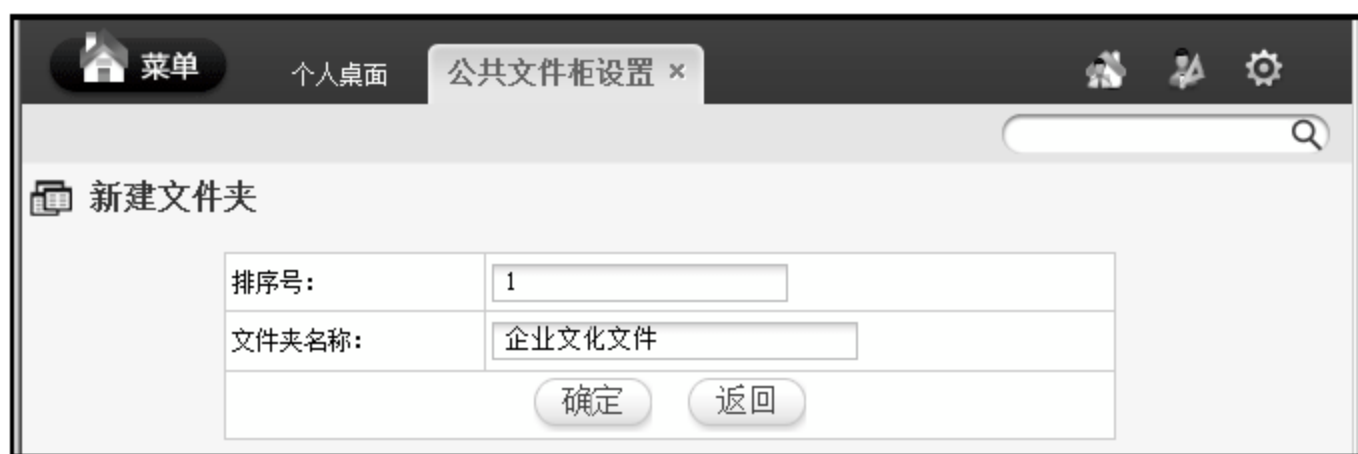 菜单 个人桌面 公共文件柜设置 ×
新建文件夹
排序号: 1
文件夹名称: 企业文化文件
确定 返回